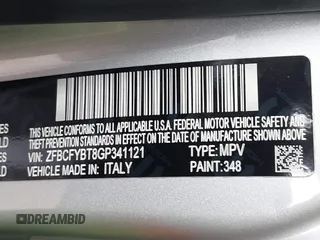 THIS VEHICLE CONFORMS TO ALL APPLICABLE U.S.A. FEDERAL MOTOR VEHICLE SAFETY AND
THEFT PREVENTION STANDARDS IN EFFECT ON THE DATE OF MANUFACTURE SHOWN ABOVE.
VIN: ZFBCFYBT8GP341121 TYPE: MPV
VEHICLE MADE IN: ITALY PAINT: 348
DREAMBID